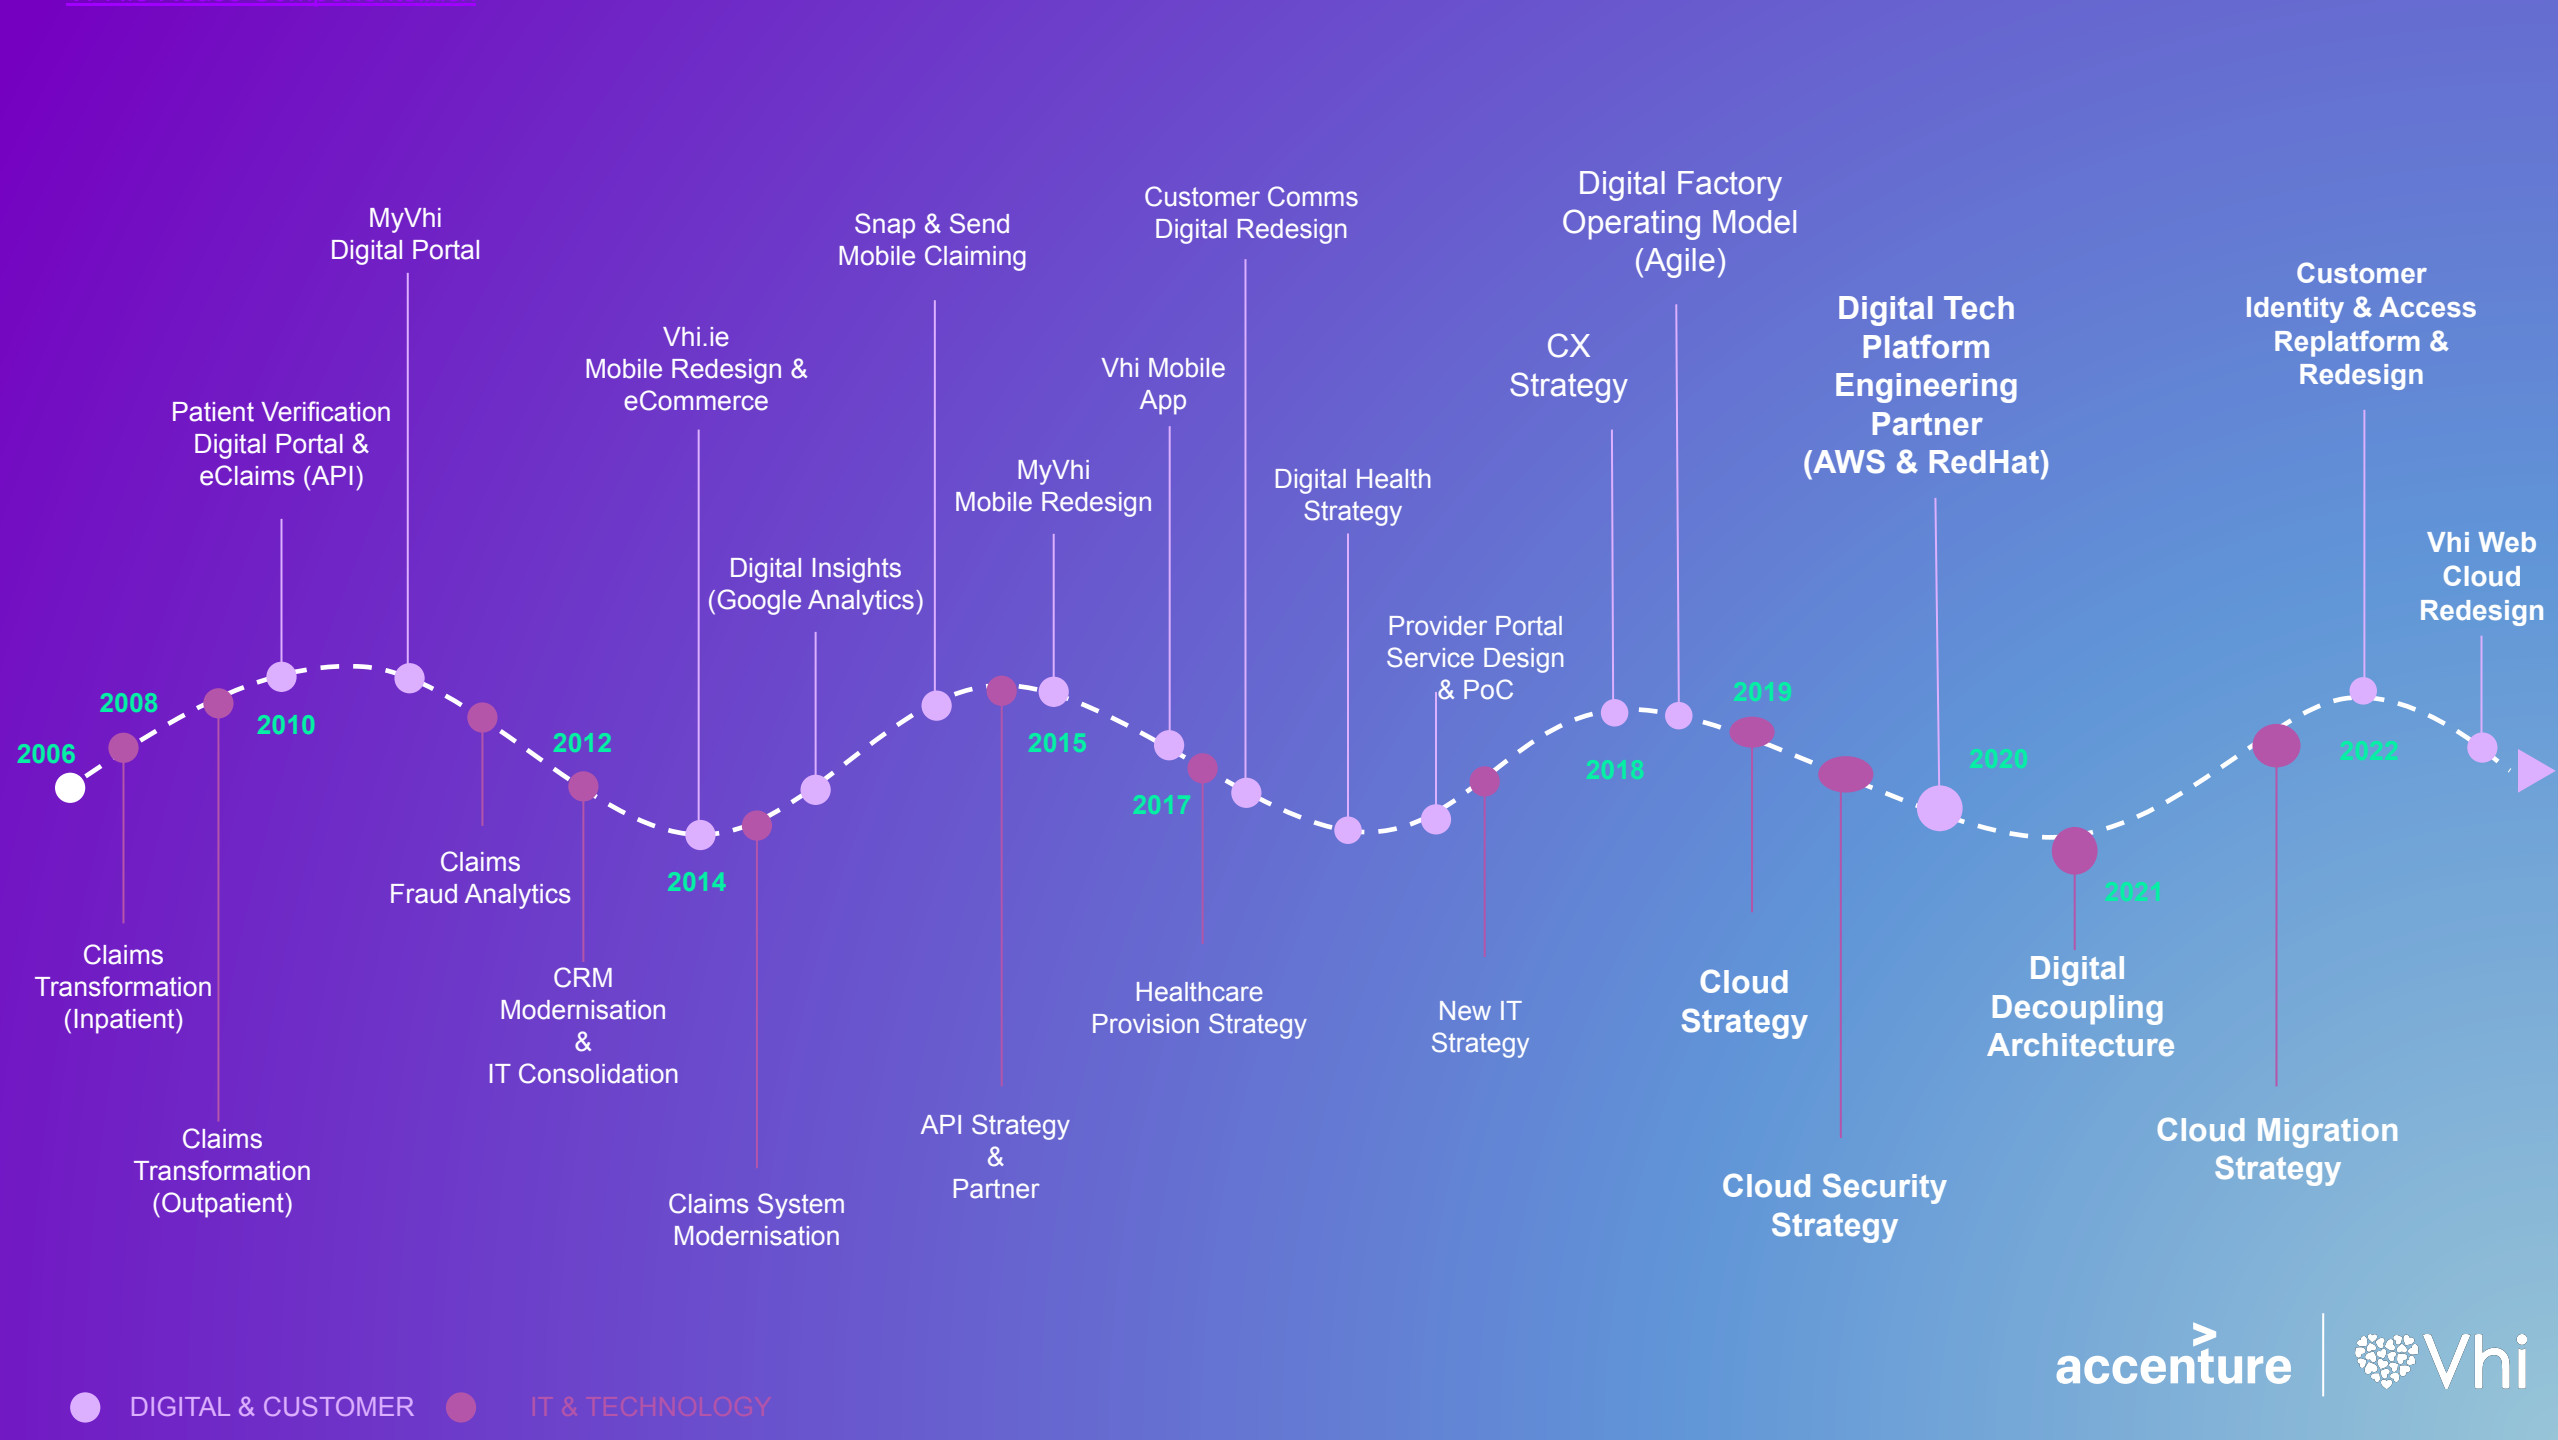 MyVhi
Digital Portal
Patient Verification
Digital Portal &
eClaims (API)
Vhi.ie
Mobile Redesign &
eCommerce
Digital Insights
(Google Analytics)
Snap & Send
Mobile Claiming
MyVhi
Mobile Redesign
Vhi Mobile
App
Customer Comms
Digital Redesign
Digital Health
Strategy
Provider Portal
Service Design
& PoC
CX
Strategy
Digital Factory
Operating Model
(Agile)
Digital Tech
Platform
Engineering
Partner
(AWS & RedHat)
Customer
Identity & Access
Replatform &
Redesign
Vhi Web
Cloud
Redesign
2006
2008
2010
2012
2014
2015
2017
2018
2019
2020
2021
2022
Claims
Transformation
(Inpatient)
Claims
Transformation
(Outpatient)
Claims
Fraud Analytics
CRM
Modernisation
&
IT Consolidation
Claims System
Modernisation
API Strategy
&
Partner
Healthcare
Provision Strategy
New IT
Strategy
Cloud
Strategy
Cloud Security
Strategy
Digital
Decoupling
Architecture
Cloud Migration
Strategy
DIGITAL & CUSTOMER
IT & TECHNOLOGY
accenture
Vhi